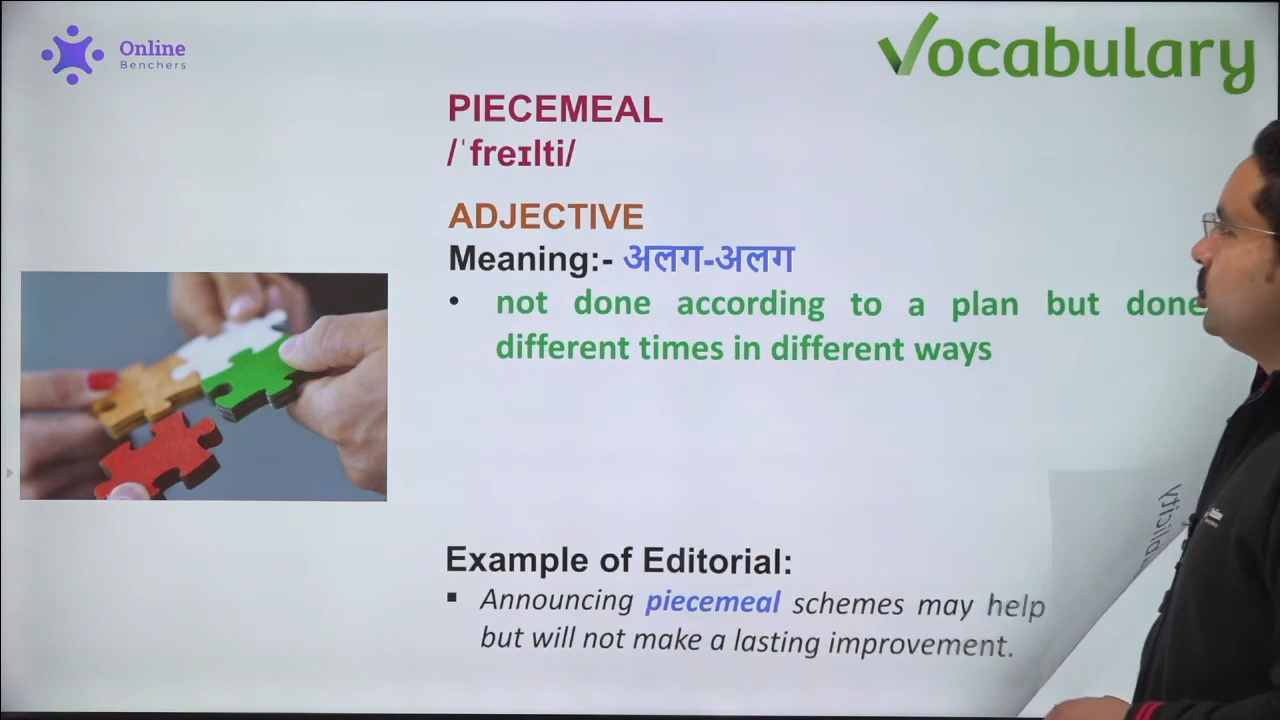 Online
Benchers
Vocabulary
PIECEMEAL
/ˈfreɪlti/
ADJECTIVE
Meaning:- अलग-अलग
• not done according to a plan but done
different times in different ways
Example of Editorial:
▪ Announcing piecemeal schemes may help
but will not make a lasting improvement.